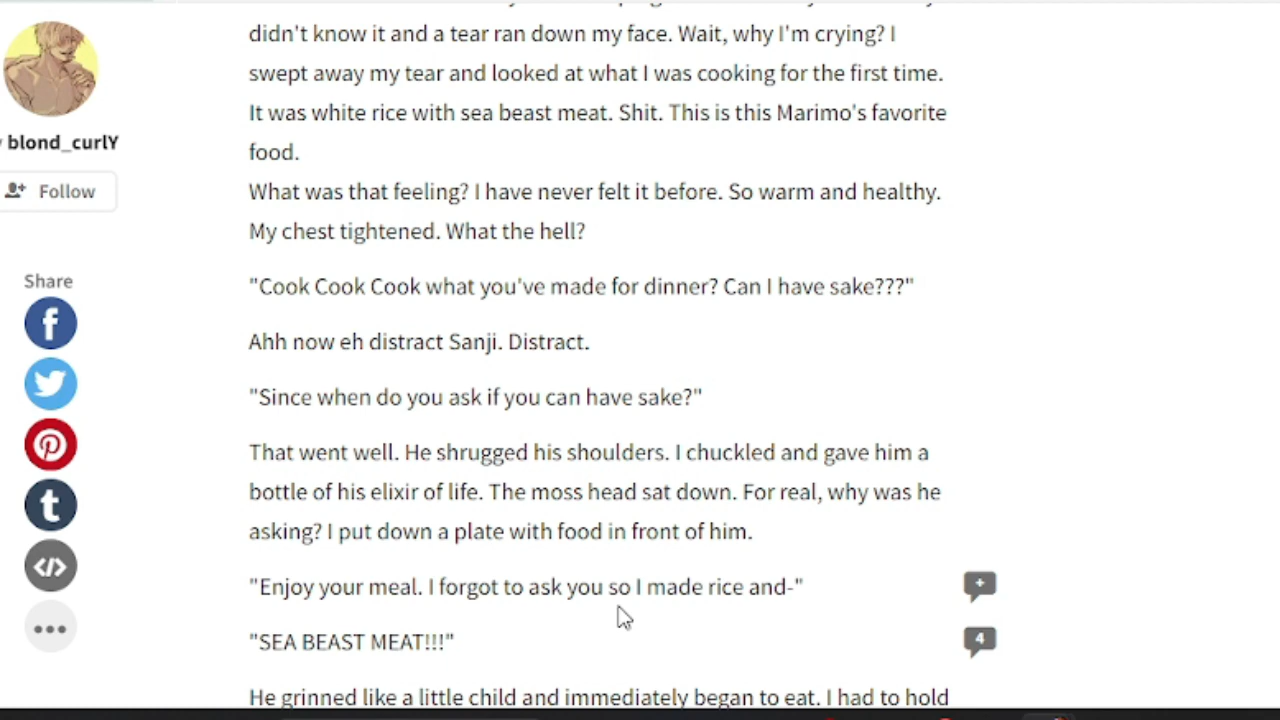 didn't know it and a tear ran down my face. Wait, why I'm crying? I
swept away my tear and looked at what I was cooking for the first time.
It was white rice with sea beast meat. Shit. This is this Marimo's favorite
food.
What was that feeling? I have never felt it before. So warm and healthy.
My chest tightened. What the hell?
"Cook Cook Cook what you've made for dinner? Can I have sake???"
Ahh now eh distract Sanji. Distract.
"Since when do you ask if you can have sake?"
That went well. He shrugged his shoulders. I chuckled and gave him a
bottle of his elixir of life. The moss head sat down. For real, why was he
asking? I put down a plate with food in front of him.
"Enjoy your meal. I forgot to ask you so I made rice and-"
+
"SEA BEAST MEAT!!!"
4
He grinned like a little child and immediately began to eat. I had to hold
blond_curlY
Follow
Share